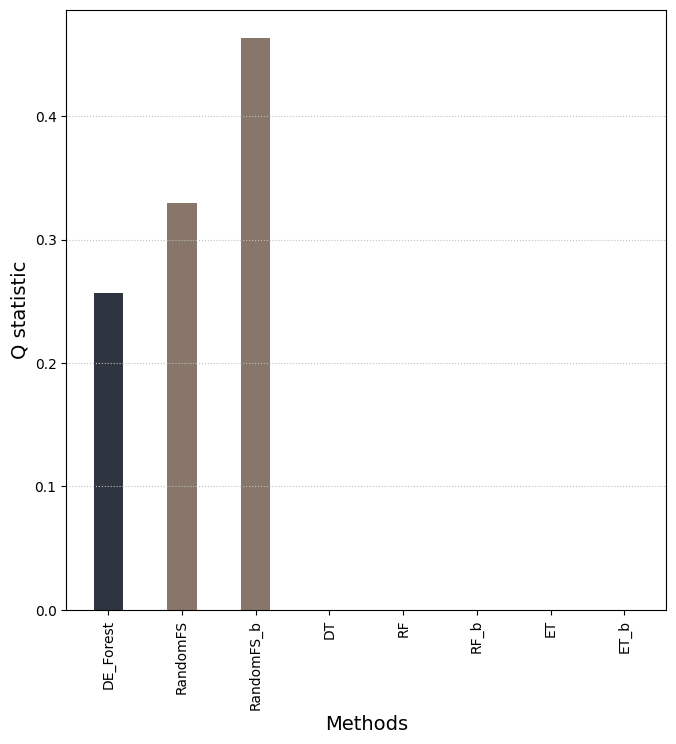 Q statistic
0.4
0.3
0.2
0.1
0.0
DE_Forest
RandomFS
RandomFS_b
DT
RF
RF_b
ET
ET_b
Methods